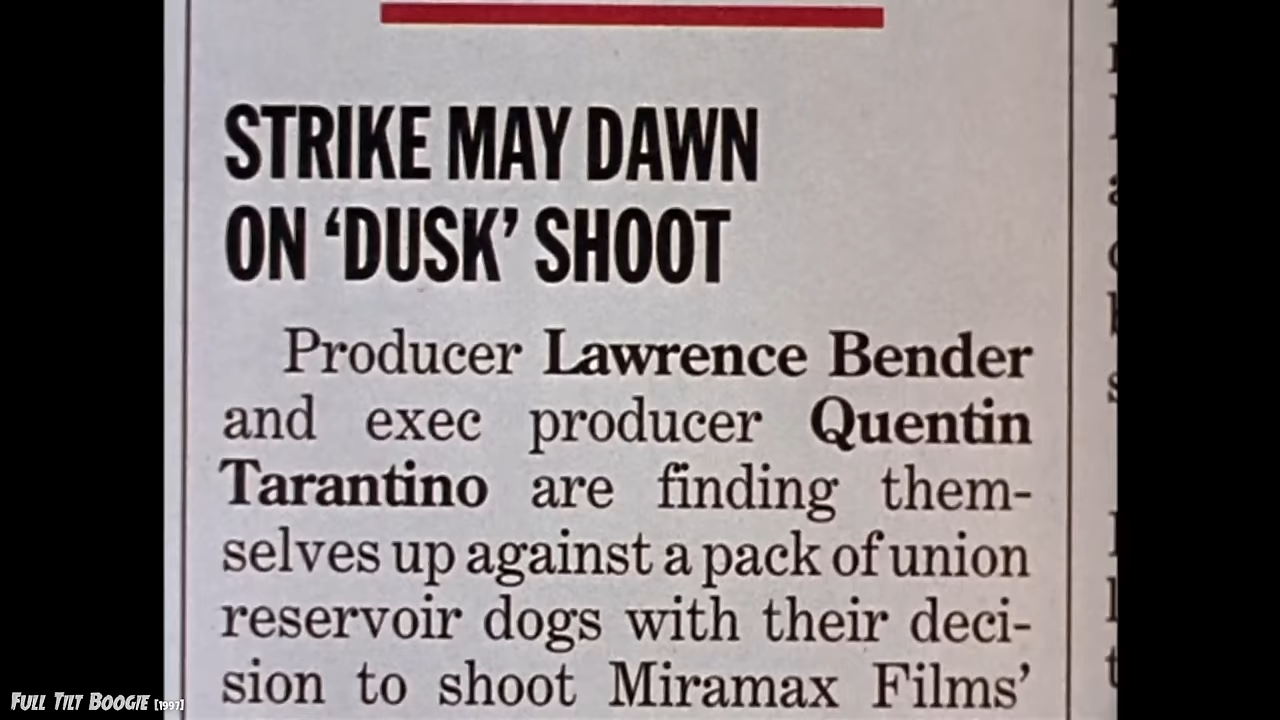 STRIKE MAY DAWN
ON ‘DUSK’ SHOOT
Producer Lawrence Bender
and exec producer Quentin
Tarantino are finding them-
selves up against a pack of union
reservoir dogs with their deci-
sion to shoot Miramax Films’
FULL TILT BOOGIE [1997]